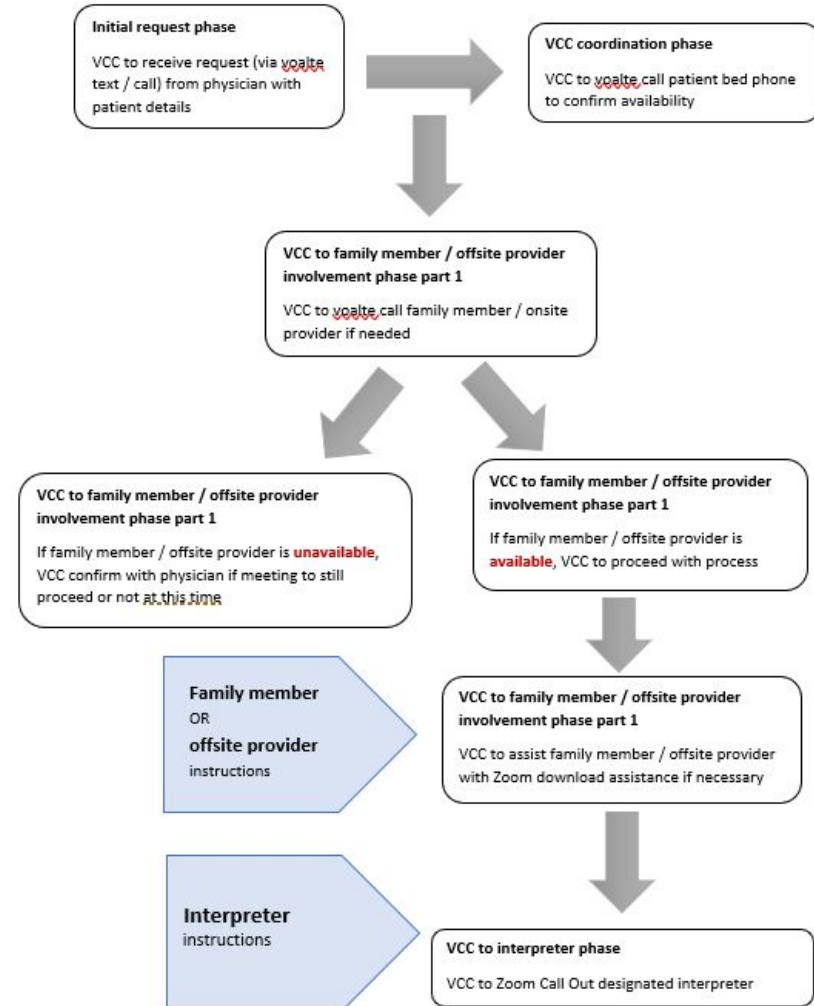 Initial request phase
VCC to receive request (via voalte
text / call) from physician with
patient details
VCC coordination phase
VCC to voalte call patient bed phone
to confirm availability
VCC to family member / offsite provider
involvement phase part 1
VCC to voalte call family member / onsite
provider if needed
VCC to family member / offsite provider
involvement phase part 1
If family member / offsite provider is unavailable,
VCC confirm with physician if meeting to still
proceed or not at this time
VCC to family member / offsite provider
involvement phase part 1
If family member / offsite provider is
available, VCC to proceed with process
Family member
OR
offsite provider
instructions
VCC to family member / offsite provider
involvement phase part 1
VCC to assist family member / offsite provider
with Zoom download assistance if necessary
Interpreter
instructions
VCC to interpreter phase
VCC to Zoom Call Out designated interpreter